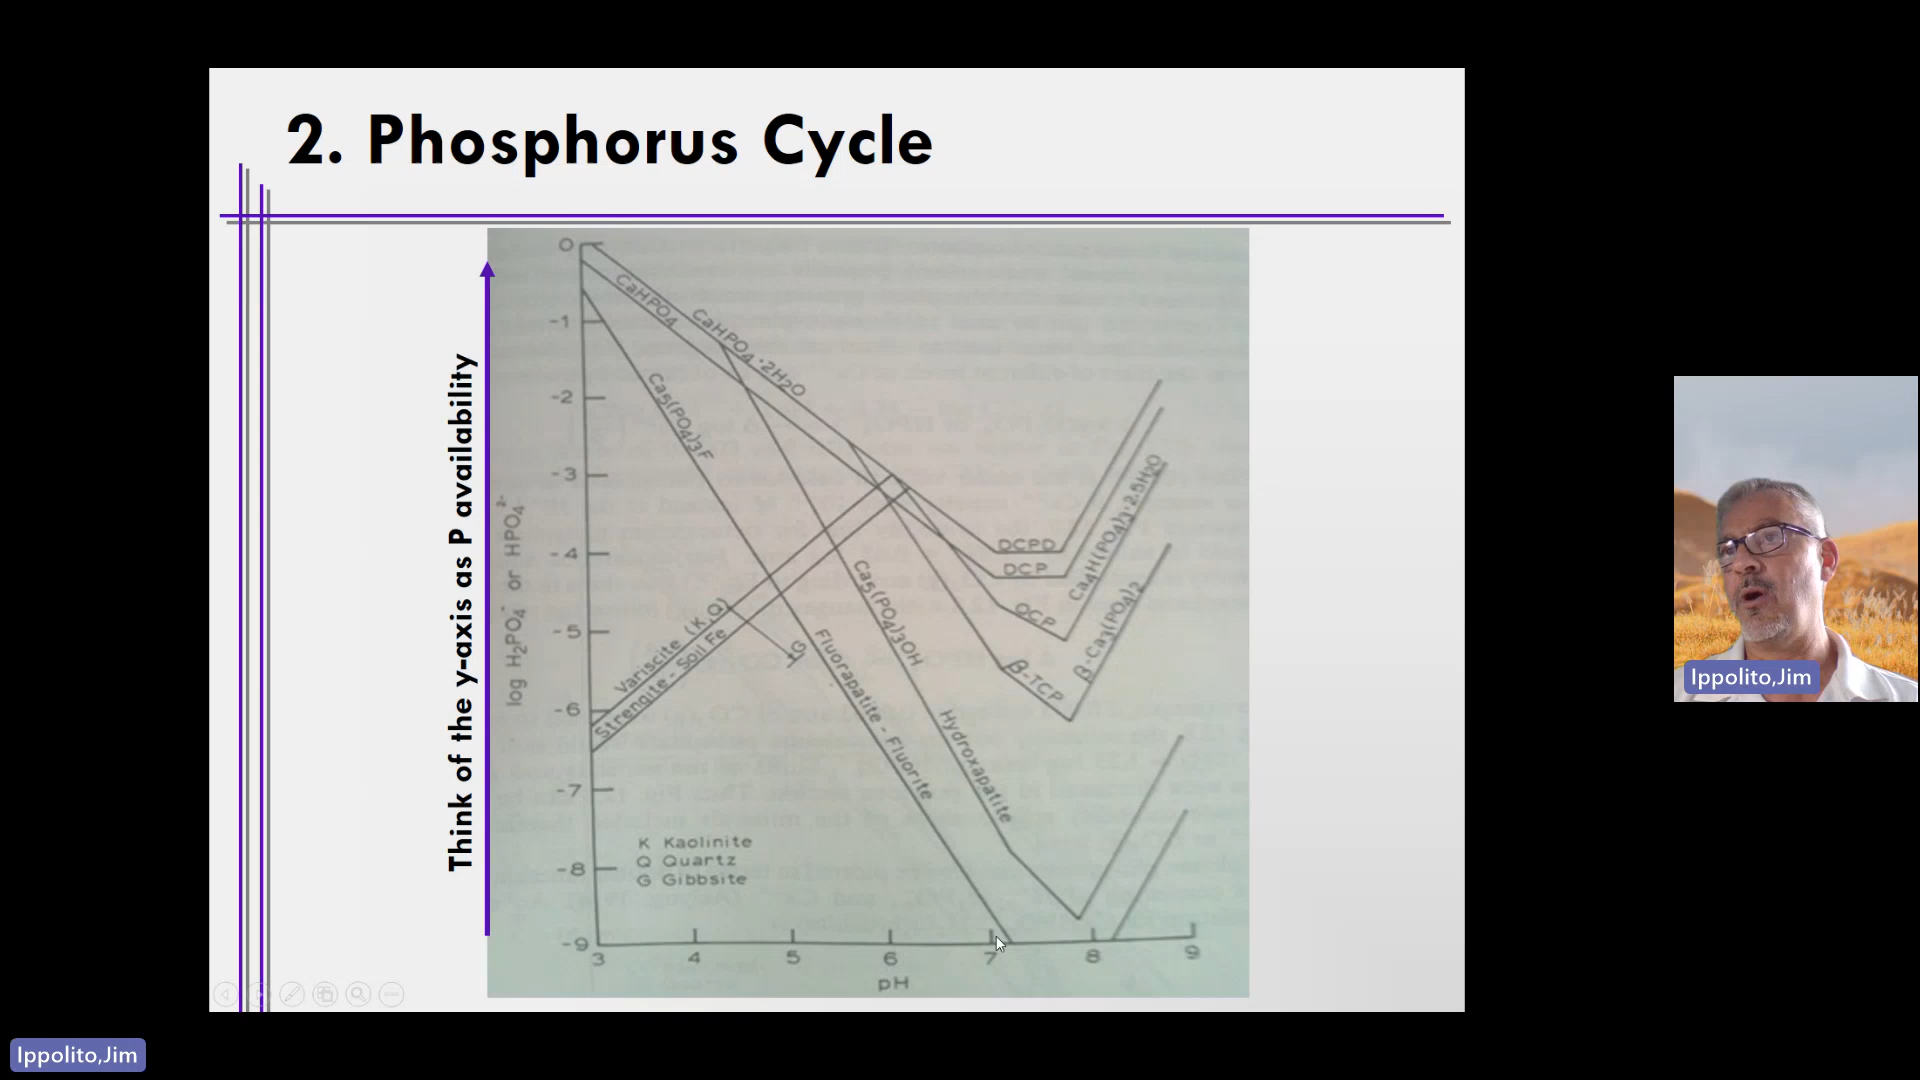 2. Phosphorus Cycle
Think of the y-axis as P availability
log H2PO4- or HPO4 2-
0
-1
-2
-3
-4
-5
-6
-7
-8
-9
3
4
5
6
7
8
9
pH
CaHPO4
CaHPO4·2H2O
Ca5(PO4)3F
Ca5(PO4)3OH
Variscite (K,Q)
Strengite - Soil Fe
↓G
Fluorapatite - Fluorite
Hydroxapatite
DCPD
DCP
OCP
β-TCP
Ca4H(PO4)3·2.5H2O
β-Ca3(PO4)2
K Kaolinite
Q Quartz
G Gibbsite
Ippolito,Jim
Ippolito,Jim